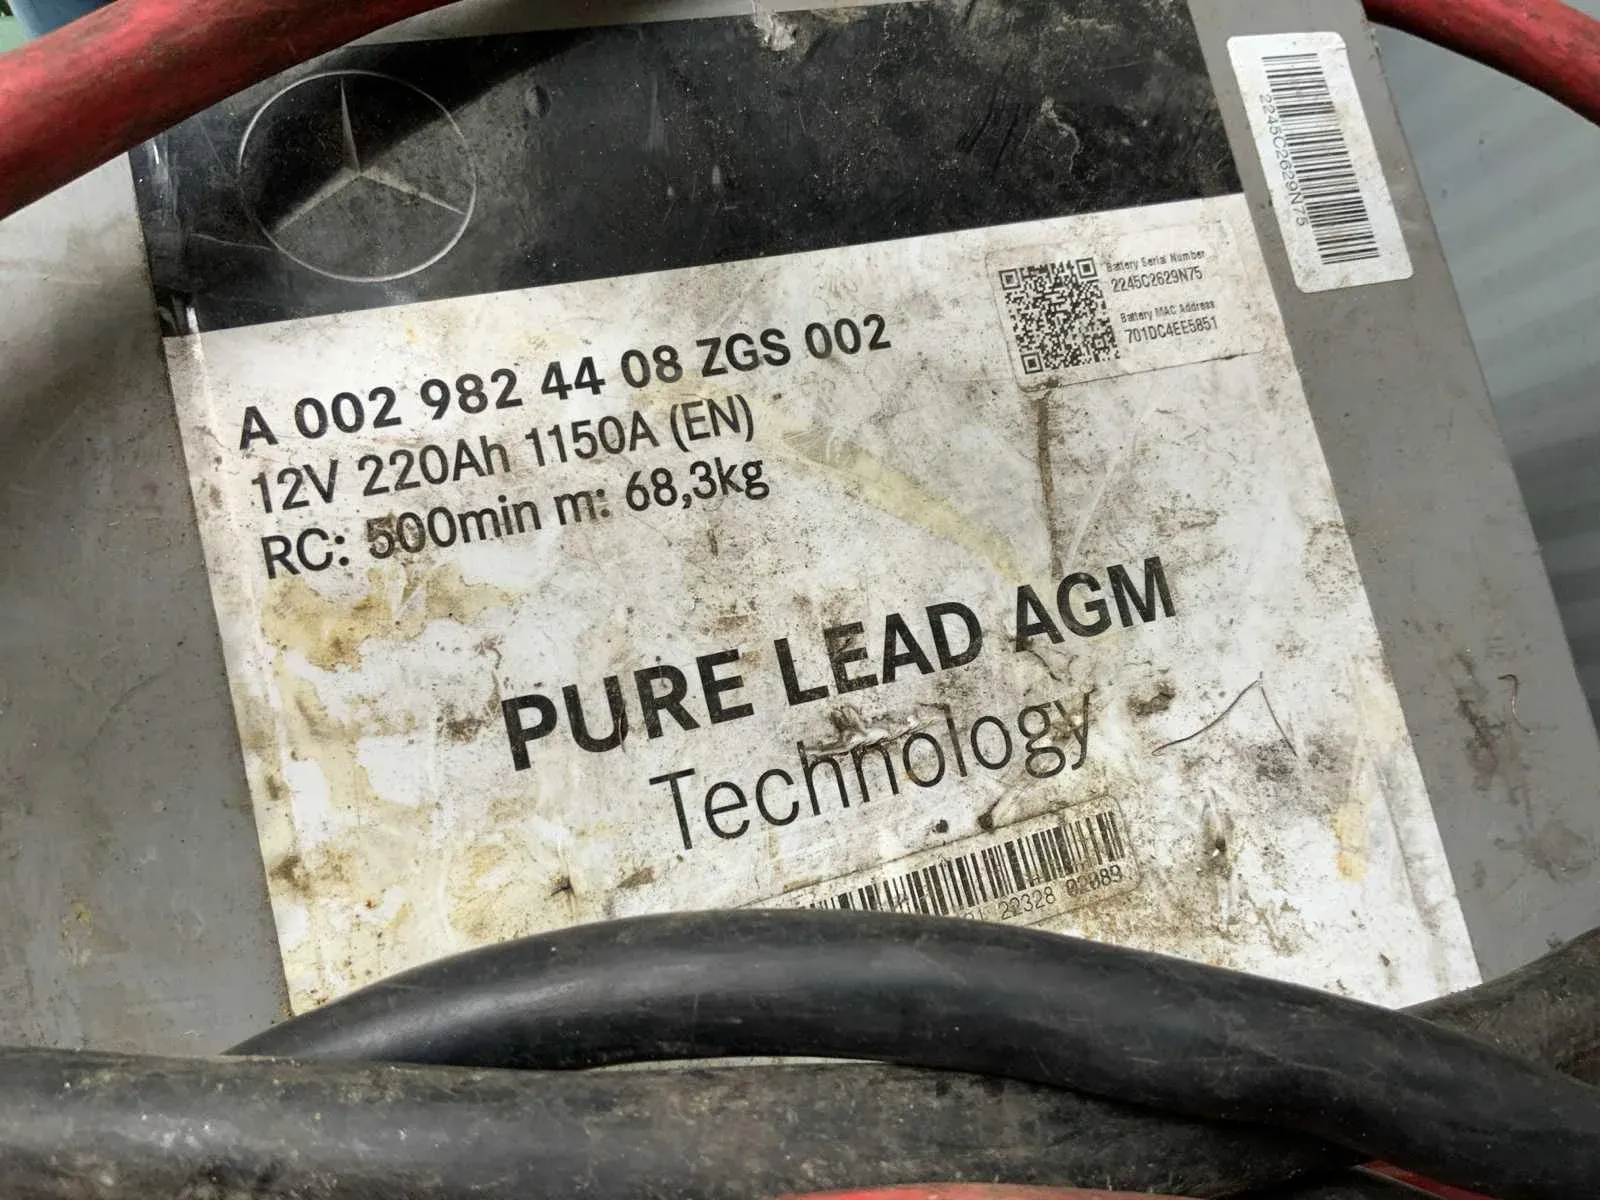 2245C2629N75
Battery Serial Number
2245C2629N75
Battery MAC Address
701DC4EE5851
A 002 982 44 08 ZGS 002
12V 220Ah 1150A (EN)
RC: 500min m: 68,3kg
PURE LEAD AGM
Technology
22328 02089